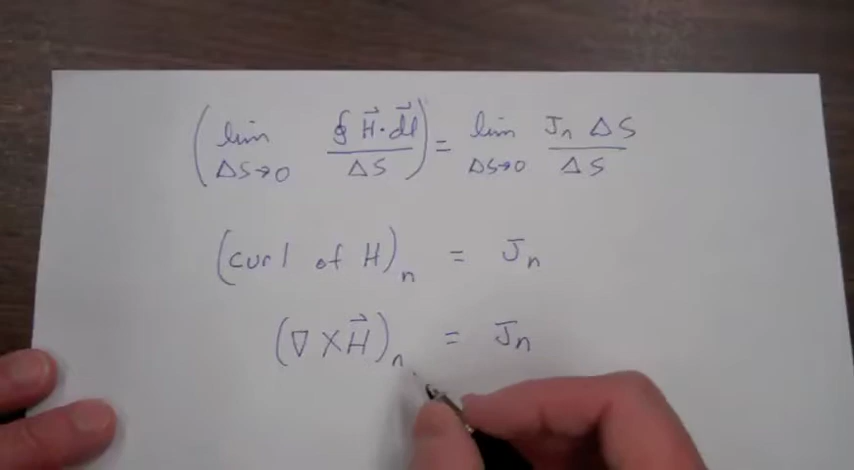 (lim ΔS→0 ∮ H⃗ · dl⃗ / ΔS) = lim ΔS→0 Jn ΔS / ΔS
(curl of H)n = Jn
(∇ X H⃗)n = Jn